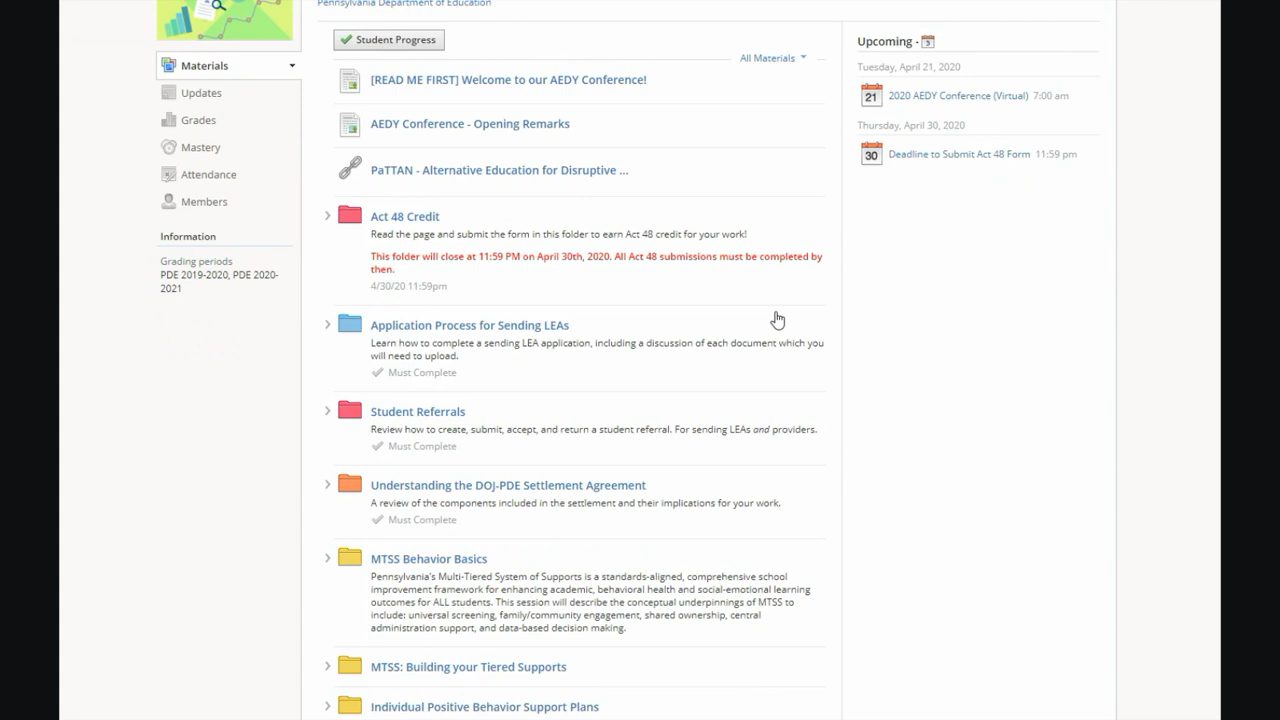 Pennsylvania Department of Education
Student Progress
All Materials
Materials
Updates
Grades
Mastery
Attendance
Members
Information
Grading periods
PDE 2019-2020, PDE 2020-
2021
[READ ME FIRST] Welcome to our AEDY Conference!
AEDY Conference - Opening Remarks
PaTTAN - Alternative Education for Disruptive ...
Act 48 Credit
Read the page and submit the form in this folder to earn Act 48 credit for your work!
This folder will close at 11:59 PM on April 30th, 2020. All Act 48 submissions must be completed by
then.
4/30/20 11:59pm
Application Process for Sending LEAs
Learn how to complete a sending LEA application, including a discussion of each document which you
will need to upload.
Must Complete
Student Referrals
Review how to create, submit, accept, and return a student referral. For sending LEAs and providers.
Must Complete
Understanding the DOJ-PDE Settlement Agreement
A review of the components included in the settlement and their implications for your work.
Must Complete
MTSS Behavior Basics
Pennsylvania's Multi-Tiered System of Supports is a standards-aligned, comprehensive school
improvement framework for enhancing academic, behavioral health and social-emotional learning
outcomes for ALL students. This session will describe the conceptual underpinnings of MTSS to
include: universal screening, family/community engagement, shared ownership, central
administration support, and data-based decision making.
MTSS: Building your Tiered Supports
Individual Positive Behavior Support Plans
Upcoming · 3
Tuesday, April 21, 2020
21 2020 AEDY Conference (Virtual) 7:00 am
Thursday, April 30, 2020
30 Deadline to Submit Act 48 Form 11:59 pm